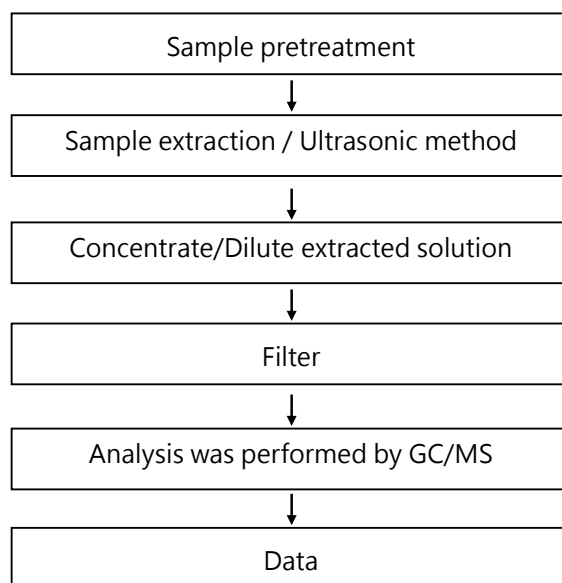 Sample pretreatment
Sample extraction / Ultrasonic method
Concentrate/Dilute extracted solution
Filter
Analysis was performed by GC/MS
Data